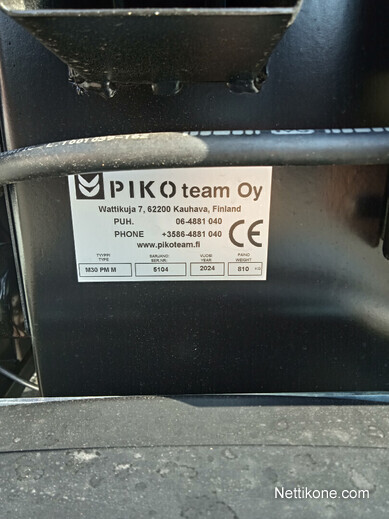 PIKO team Oy
Wattikuja 7, 62200 Kauhava, Finland
PUH. 06-4881 040
PHONE +3586-4881 040
www.pikoteam.fi
CE
TYYPPI SARJANO VUOSI PAINO
TYPE SER.NR. YEAR WEIGHT
M30 PM M 5104 2024 810 KG
Nettikone.com